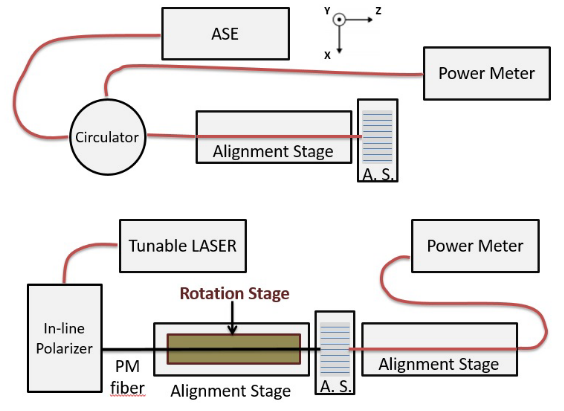 ASE
Y
Z
X
Power Meter
Circulator
Alignment Stage
A. S.
Tunable LASER
Power Meter
Rotation Stage
In-line
Polarizer
PM
fiber
Alignment Stage
A. S.
Alignment Stage